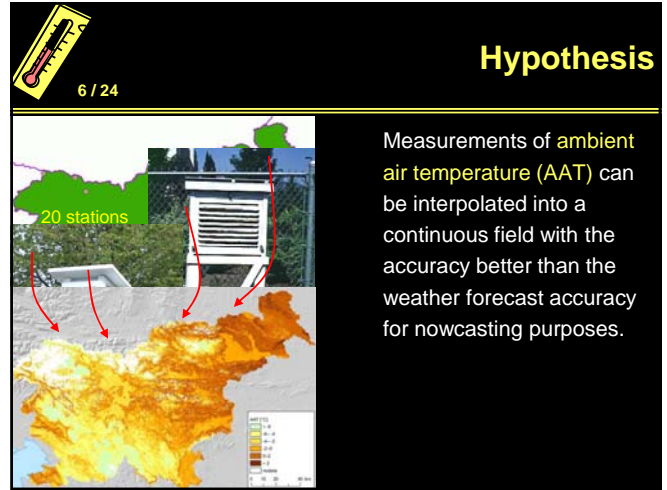 Hypothesis
6 / 24
20 stations
Measurements of ambient
air temperature (AAT) can
be interpolated into a
continuous field with the
accuracy better than the
weather forecast accuracy
for nowcasting purposes.